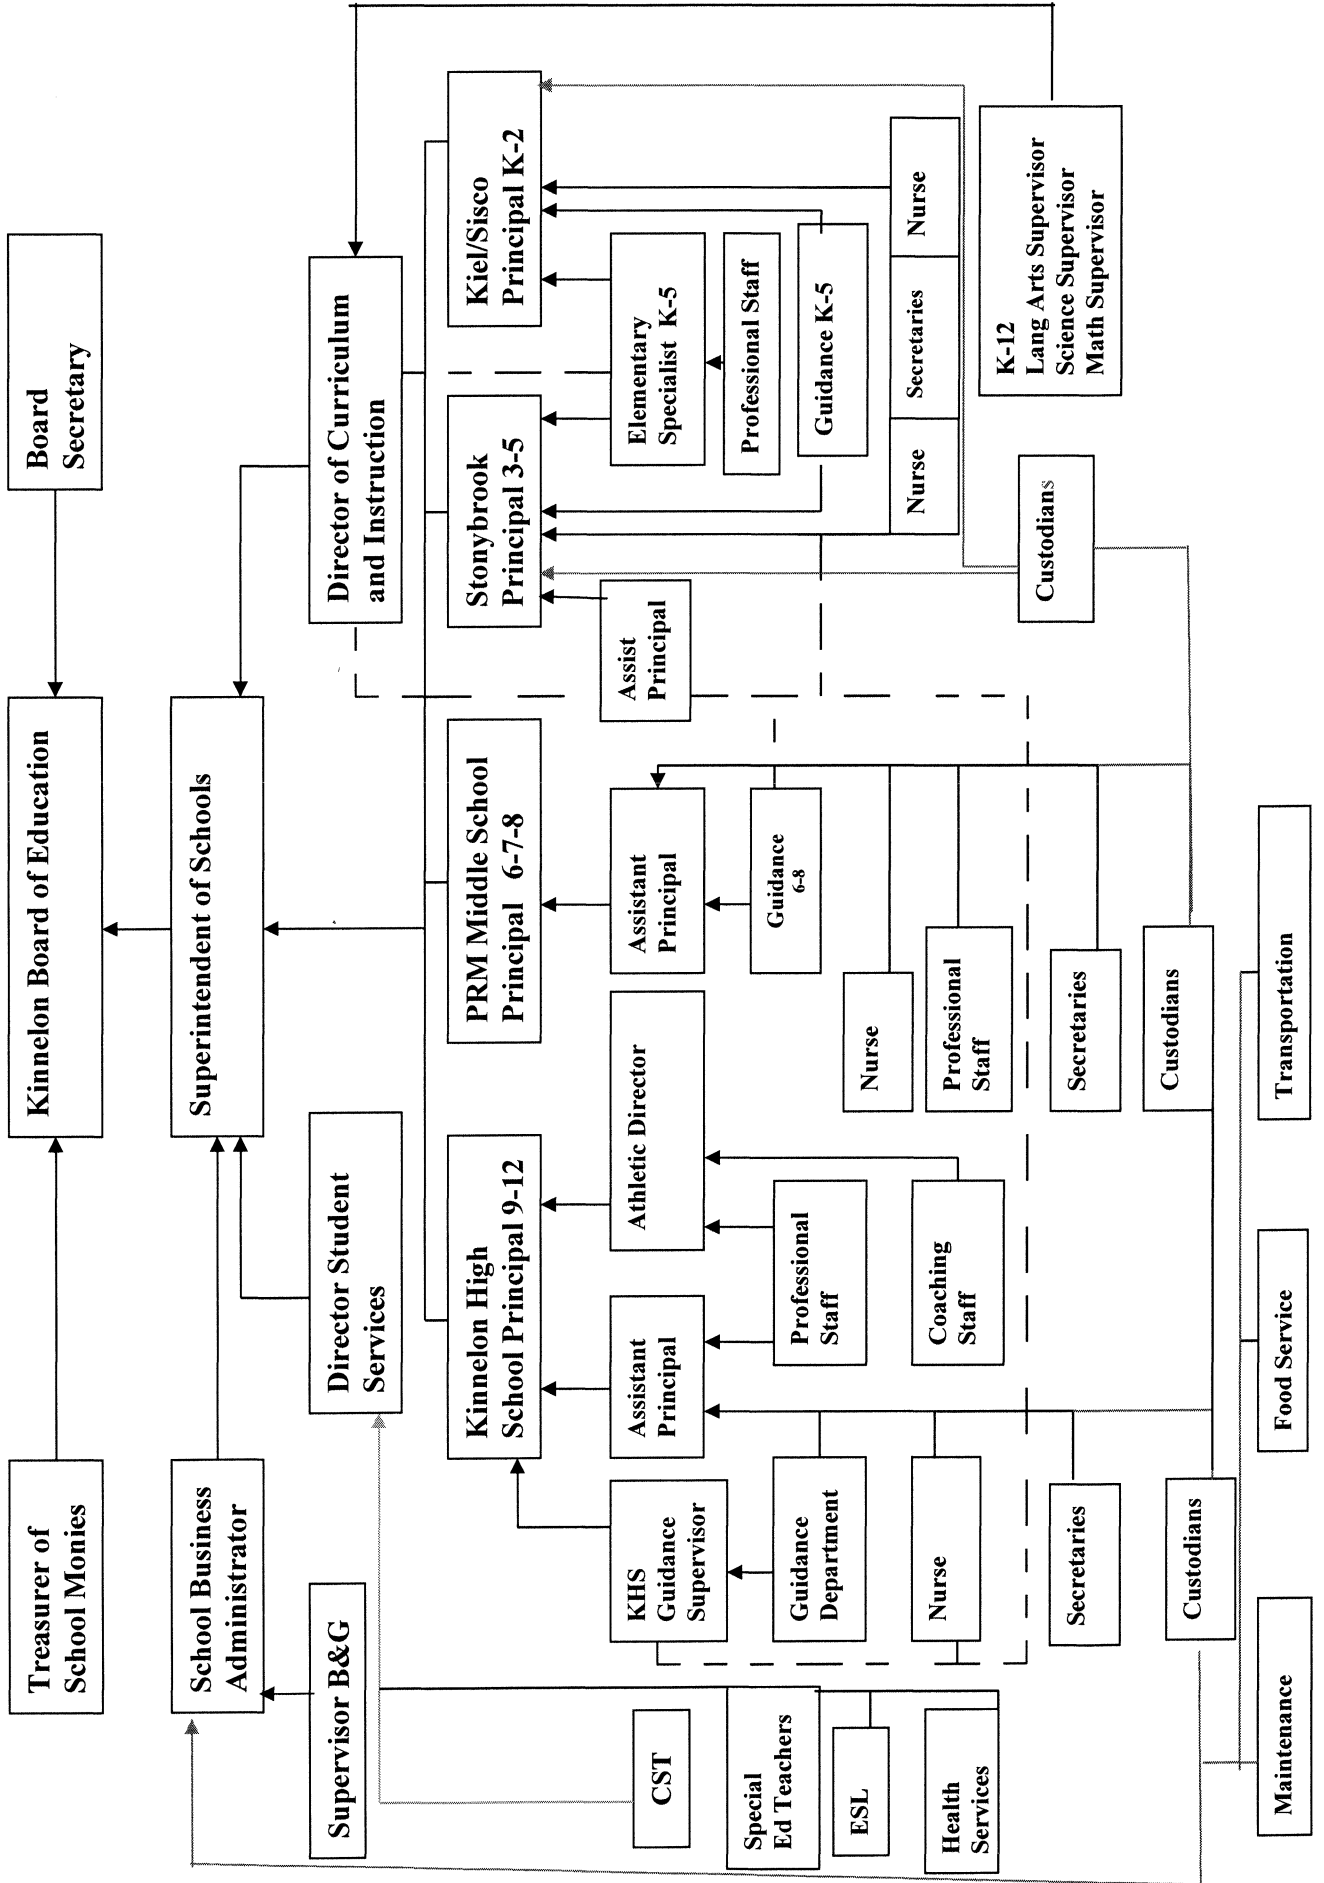 Treasurer of
School Monies
Kinnelon Board of Education
Board
Secretary
School Business
Administrator
Superintendent of Schools
Supervisor B&G
Director Student
Services
Director of Curriculum
and Instruction
Kinnelon High
School Principal 9-12
PRM Middle School
Principal 6-7-8
Stonybrook
Principal 3-5
Kiel/Sisco
Principal K-2
CST
KHS
Guidance
Supervisor
Assistant
Principal
Athletic Director
Assistant
Principal
Assist
Principal
Elementary
Specialist K-5
Special
Ed Teachers
Guidance
Department
Professional
Staff
Guidance
6-8
Professional Staff
Guidance K-5
ESL
Health
Services
Nurse
Coaching
Staff
Nurse
Professional
Staff
Nurse
Secretaries
Nurse
Secretaries
Secretaries
Custodians
K-12
Lang Arts Supervisor
Science Supervisor
Math Supervisor
Custodians
Custodians
Maintenance
Food Service
Transportation